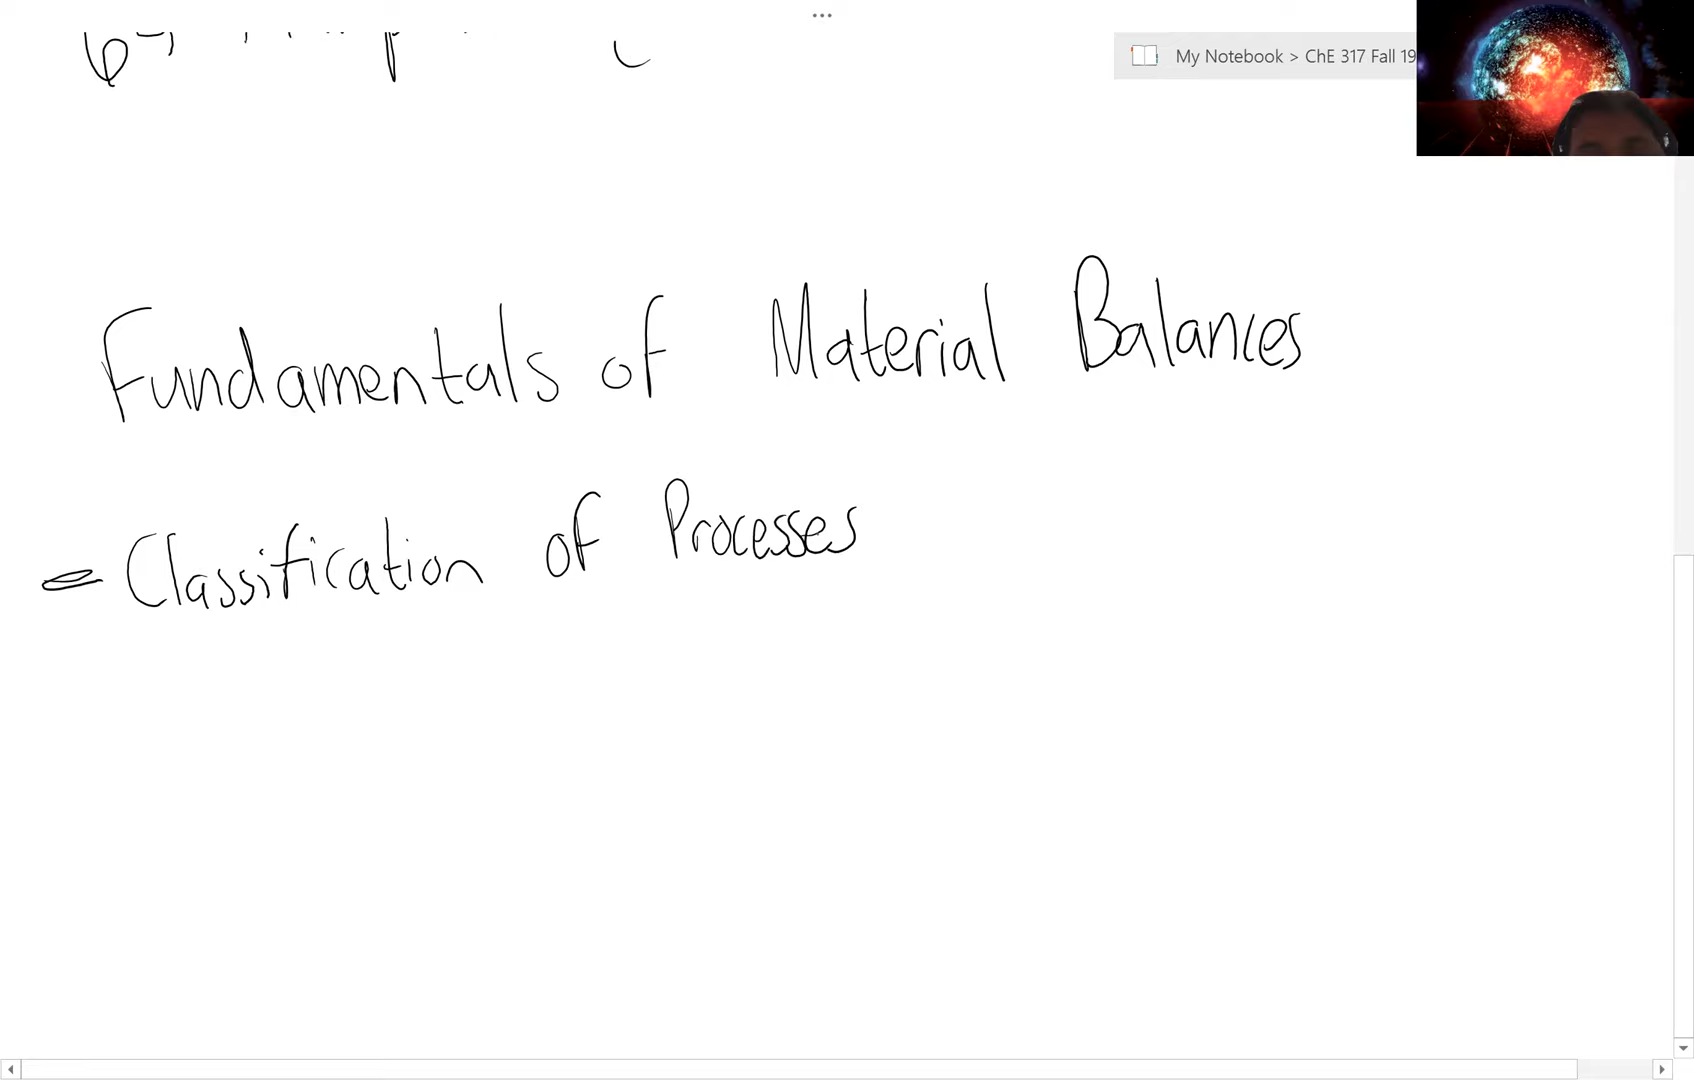 My Notebook > ChE 317 Fall 19
Fundamentals of Material Balances
- Classification of Processes